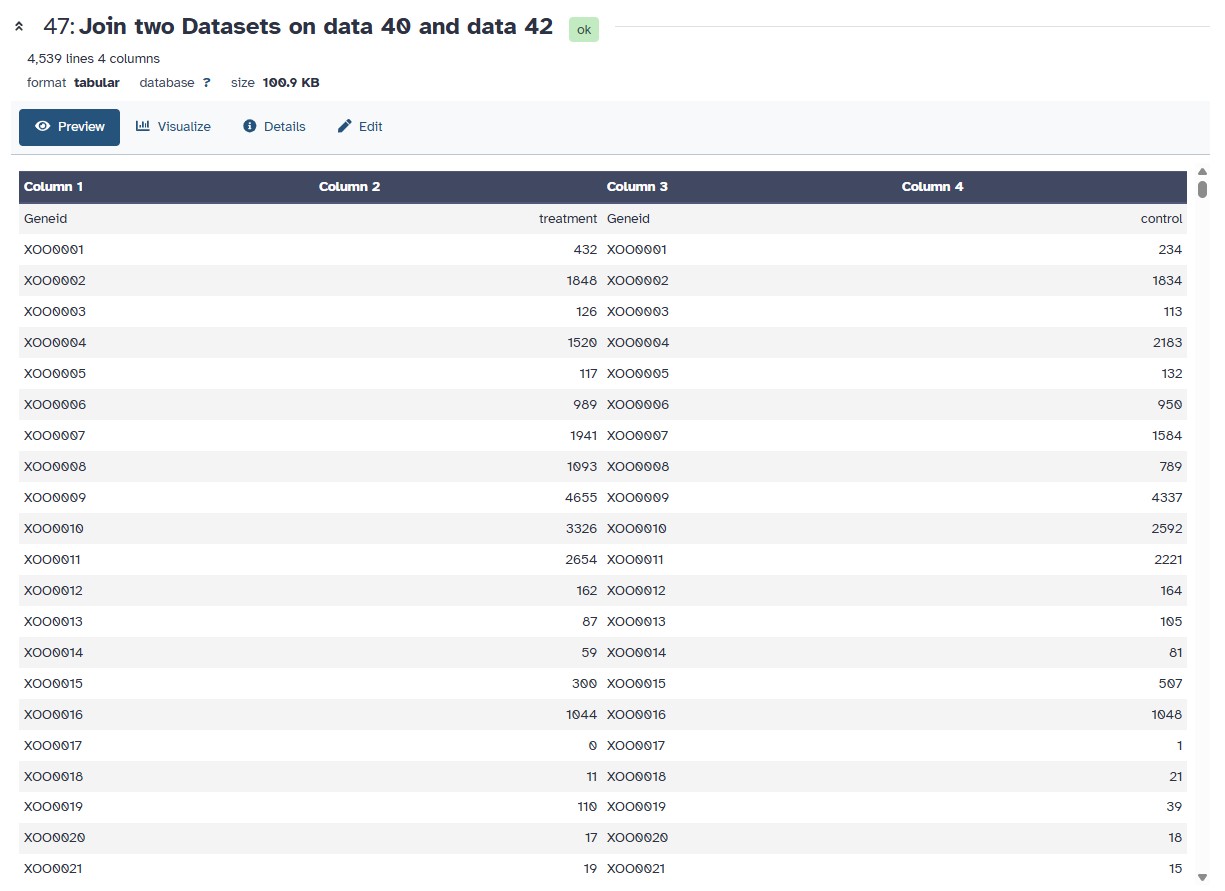 47: Join two Datasets on data 40 and data 42 ok
4,539 lines 4 columns
format tabular database ? size 100.9 KB
Preview Visualize Details Edit
Column 1 Column 2 Column 3 Column 4
Geneid treatment Geneid control
XOO0001 432 XOO0001 234
XOO0002 1848 XOO0002 1834
XOO0003 126 XOO0003 113
XOO0004 1520 XOO0004 2183
XOO0005 117 XOO0005 132
XOO0006 989 XOO0006 950
XOO0007 1941 XOO0007 1584
XOO0008 1093 XOO0008 789
XOO0009 4655 XOO0009 4337
XOO0010 3326 XOO0010 2592
XOO0011 2654 XOO0011 2221
XOO0012 162 XOO0012 164
XOO0013 87 XOO0013 105
XOO0014 59 XOO0014 81
XOO0015 300 XOO0015 507
XOO0016 1044 XOO0016 1048
XOO0017 0 XOO0017 1
XOO0018 11 XOO0018 21
XOO0019 110 XOO0019 39
XOO0020 17 XOO0020 18
XOO0021 19 XOO0021 15